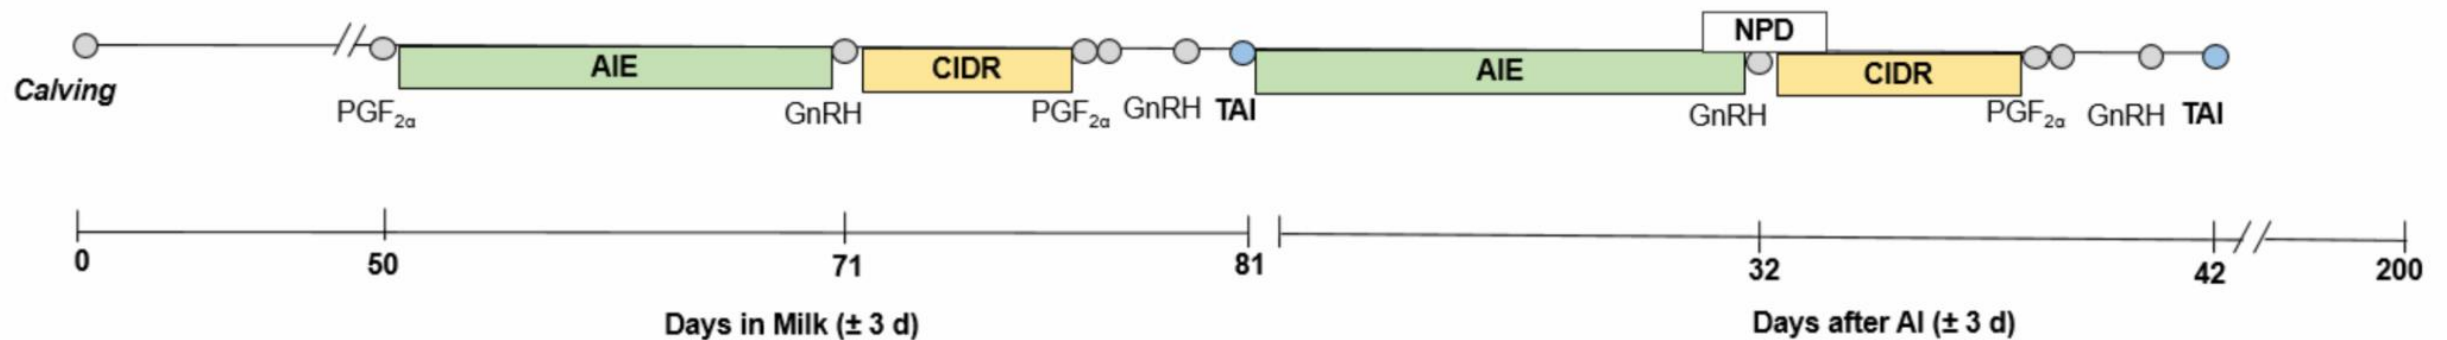 NPD
AIE CIDR AIE CIDR
Calving PGF2α GnRH PGF2α GnRH TAI GnRH PGF2α GnRH TAI
0 50 71 81 32 42 200
Days in Milk (± 3 d) Days after AI (± 3 d)